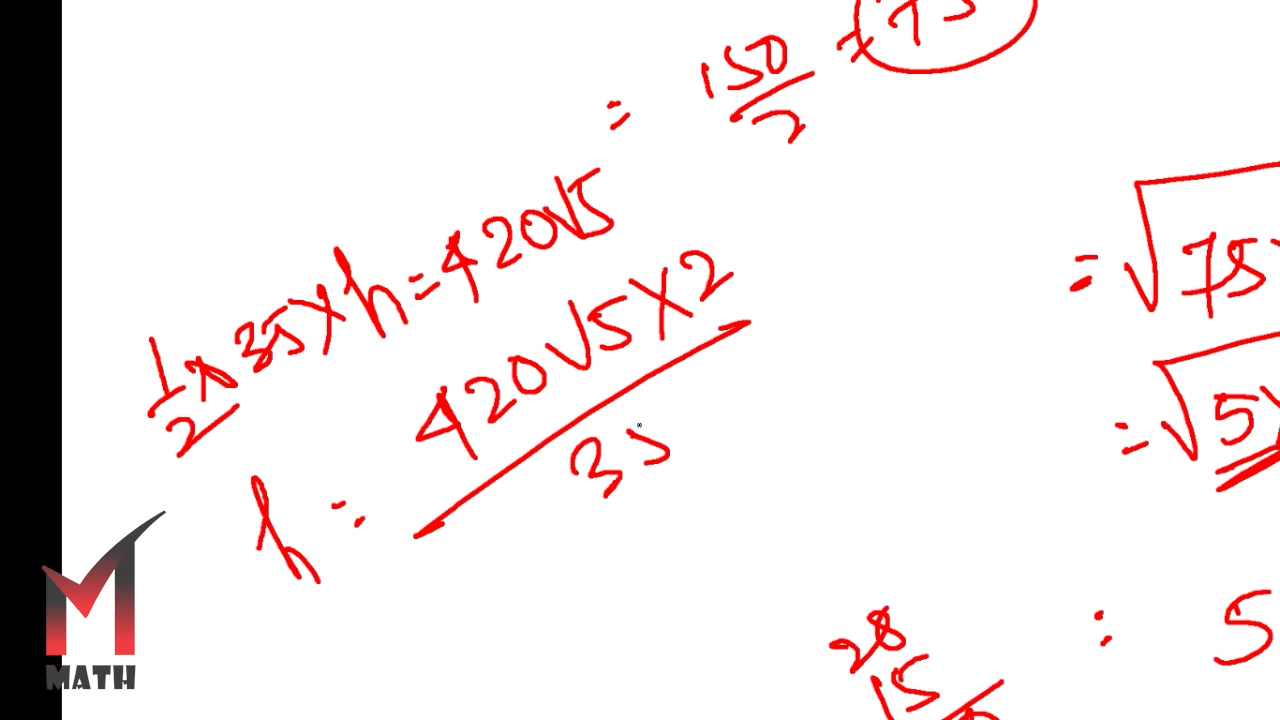 = 150/2 = 75
1/2 × 35 × h = 420√5
h = 420√5 × 2 / 35
= √75×
= √5×
: 5
28
15
MATH